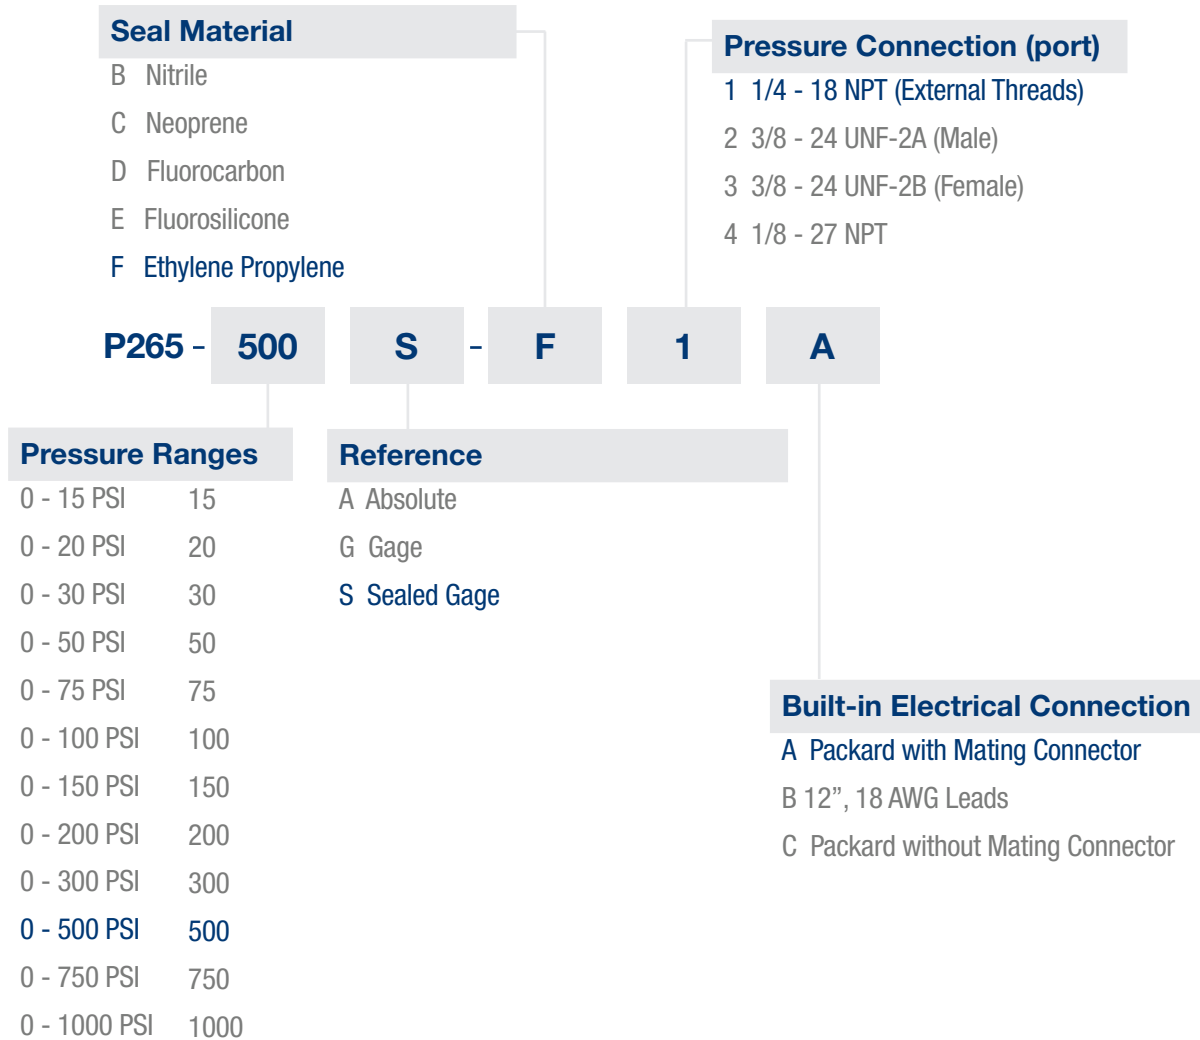 Seal Material
B Nitrile
C Neoprene
D Fluorocarbon
E Fluorosilicone
F Ethylene Propylene
Pressure Connection (port)
1 1/4 - 18 NPT (External Threads)
2 3/8 - 24 UNF-2A (Male)
3 3/8 - 24 UNF-2B (Female)
4 1/8 - 27 NPT
P265 - 500 S - F 1 A
Pressure Ranges
0 - 15 PSI 15
0 - 20 PSI 20
0 - 30 PSI 30
0 - 50 PSI 50
0 - 75 PSI 75
0 - 100 PSI 100
0 - 150 PSI 150
0 - 200 PSI 200
0 - 300 PSI 300
0 - 500 PSI 500
0 - 750 PSI 750
0 - 1000 PSI 1000
Reference
A Absolute
G Gage
S Sealed Gage
Built-in Electrical Connection
A Packard with Mating Connector
B 12”, 18 AWG Leads
C Packard without Mating Connector